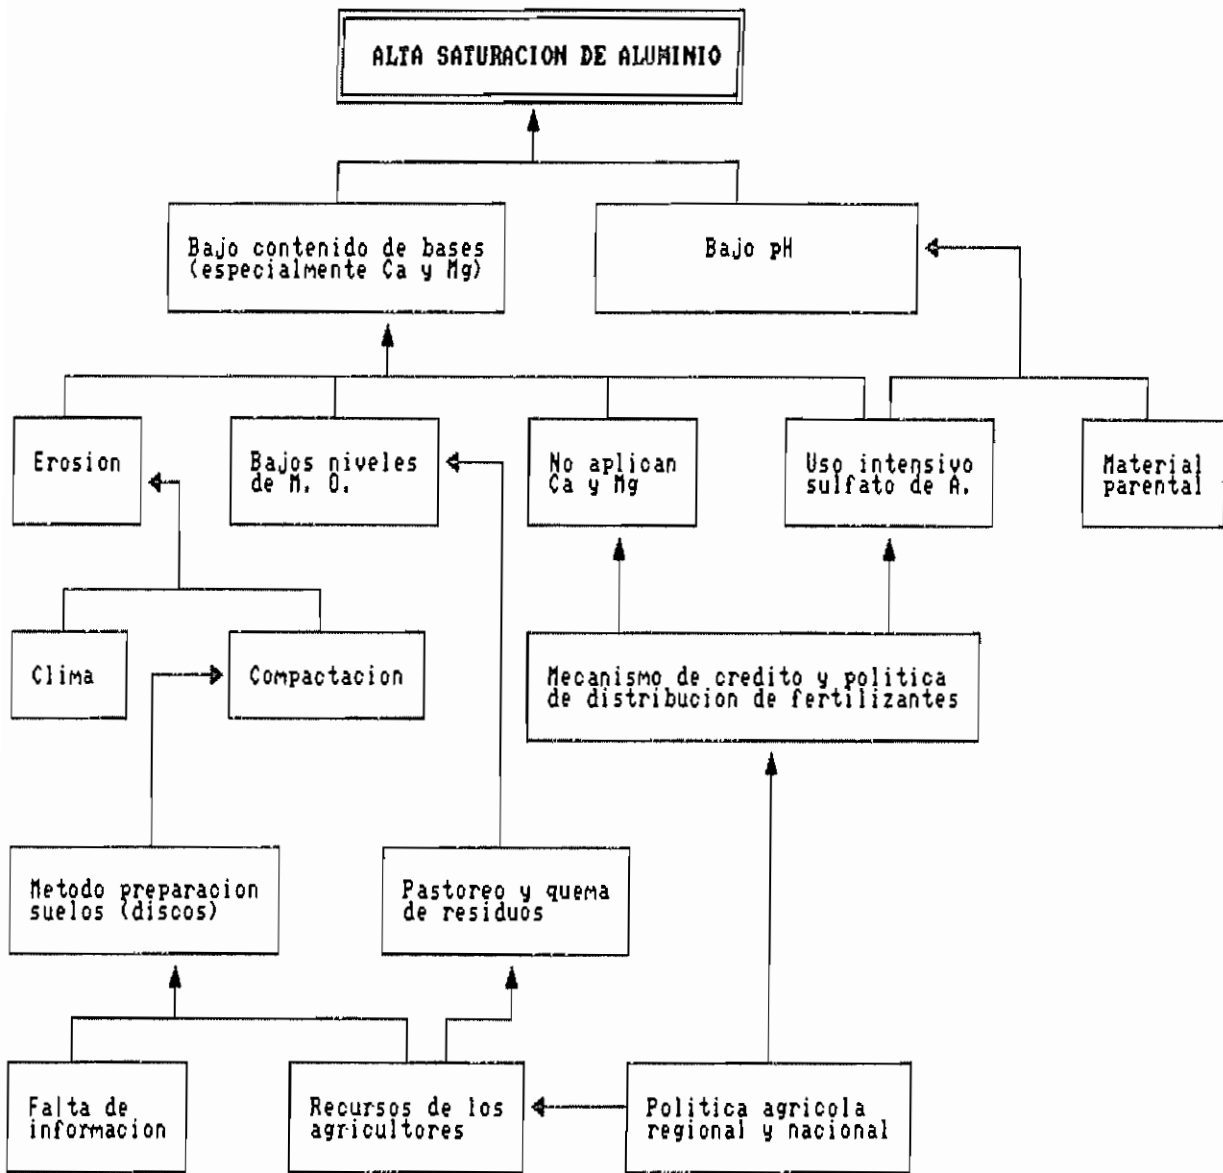 ALTA SATURACION DE ALUMINIO
Bajo contenido de bases
(especialmente Ca y Mg)
Bajo pH
Erosion
Bajos niveles
de M. O.
No aplican
Ca y Mg
Uso intensivo
sulfato de A.
Material
parental
Clima
Compactacion
Mecanismo de credito y politica
de distribucion de fertilizantes
Metodo preparacion
suelos (discos)
Pastoreo y quema
de residuos
Falta de
informacion
Recursos de los
agricultores
Politica agricola
regional y nacional